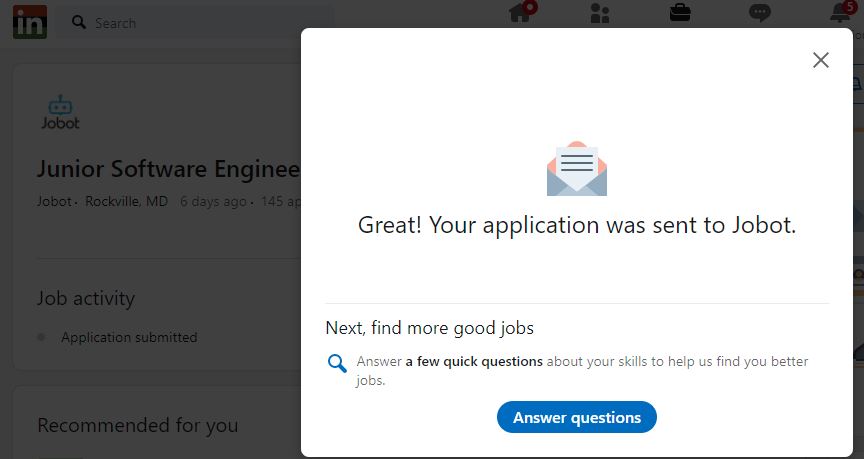 in
Search
5
Jobot
Junior Software Enginee
Jobot · Rockville, MD 6 days ago · 145 ap
Job activity
Application submitted
Recommended for you
Great! Your application was sent to Jobot.
Next, find more good jobs
Answer a few quick questions about your skills to help us find you better
jobs.
Answer questions